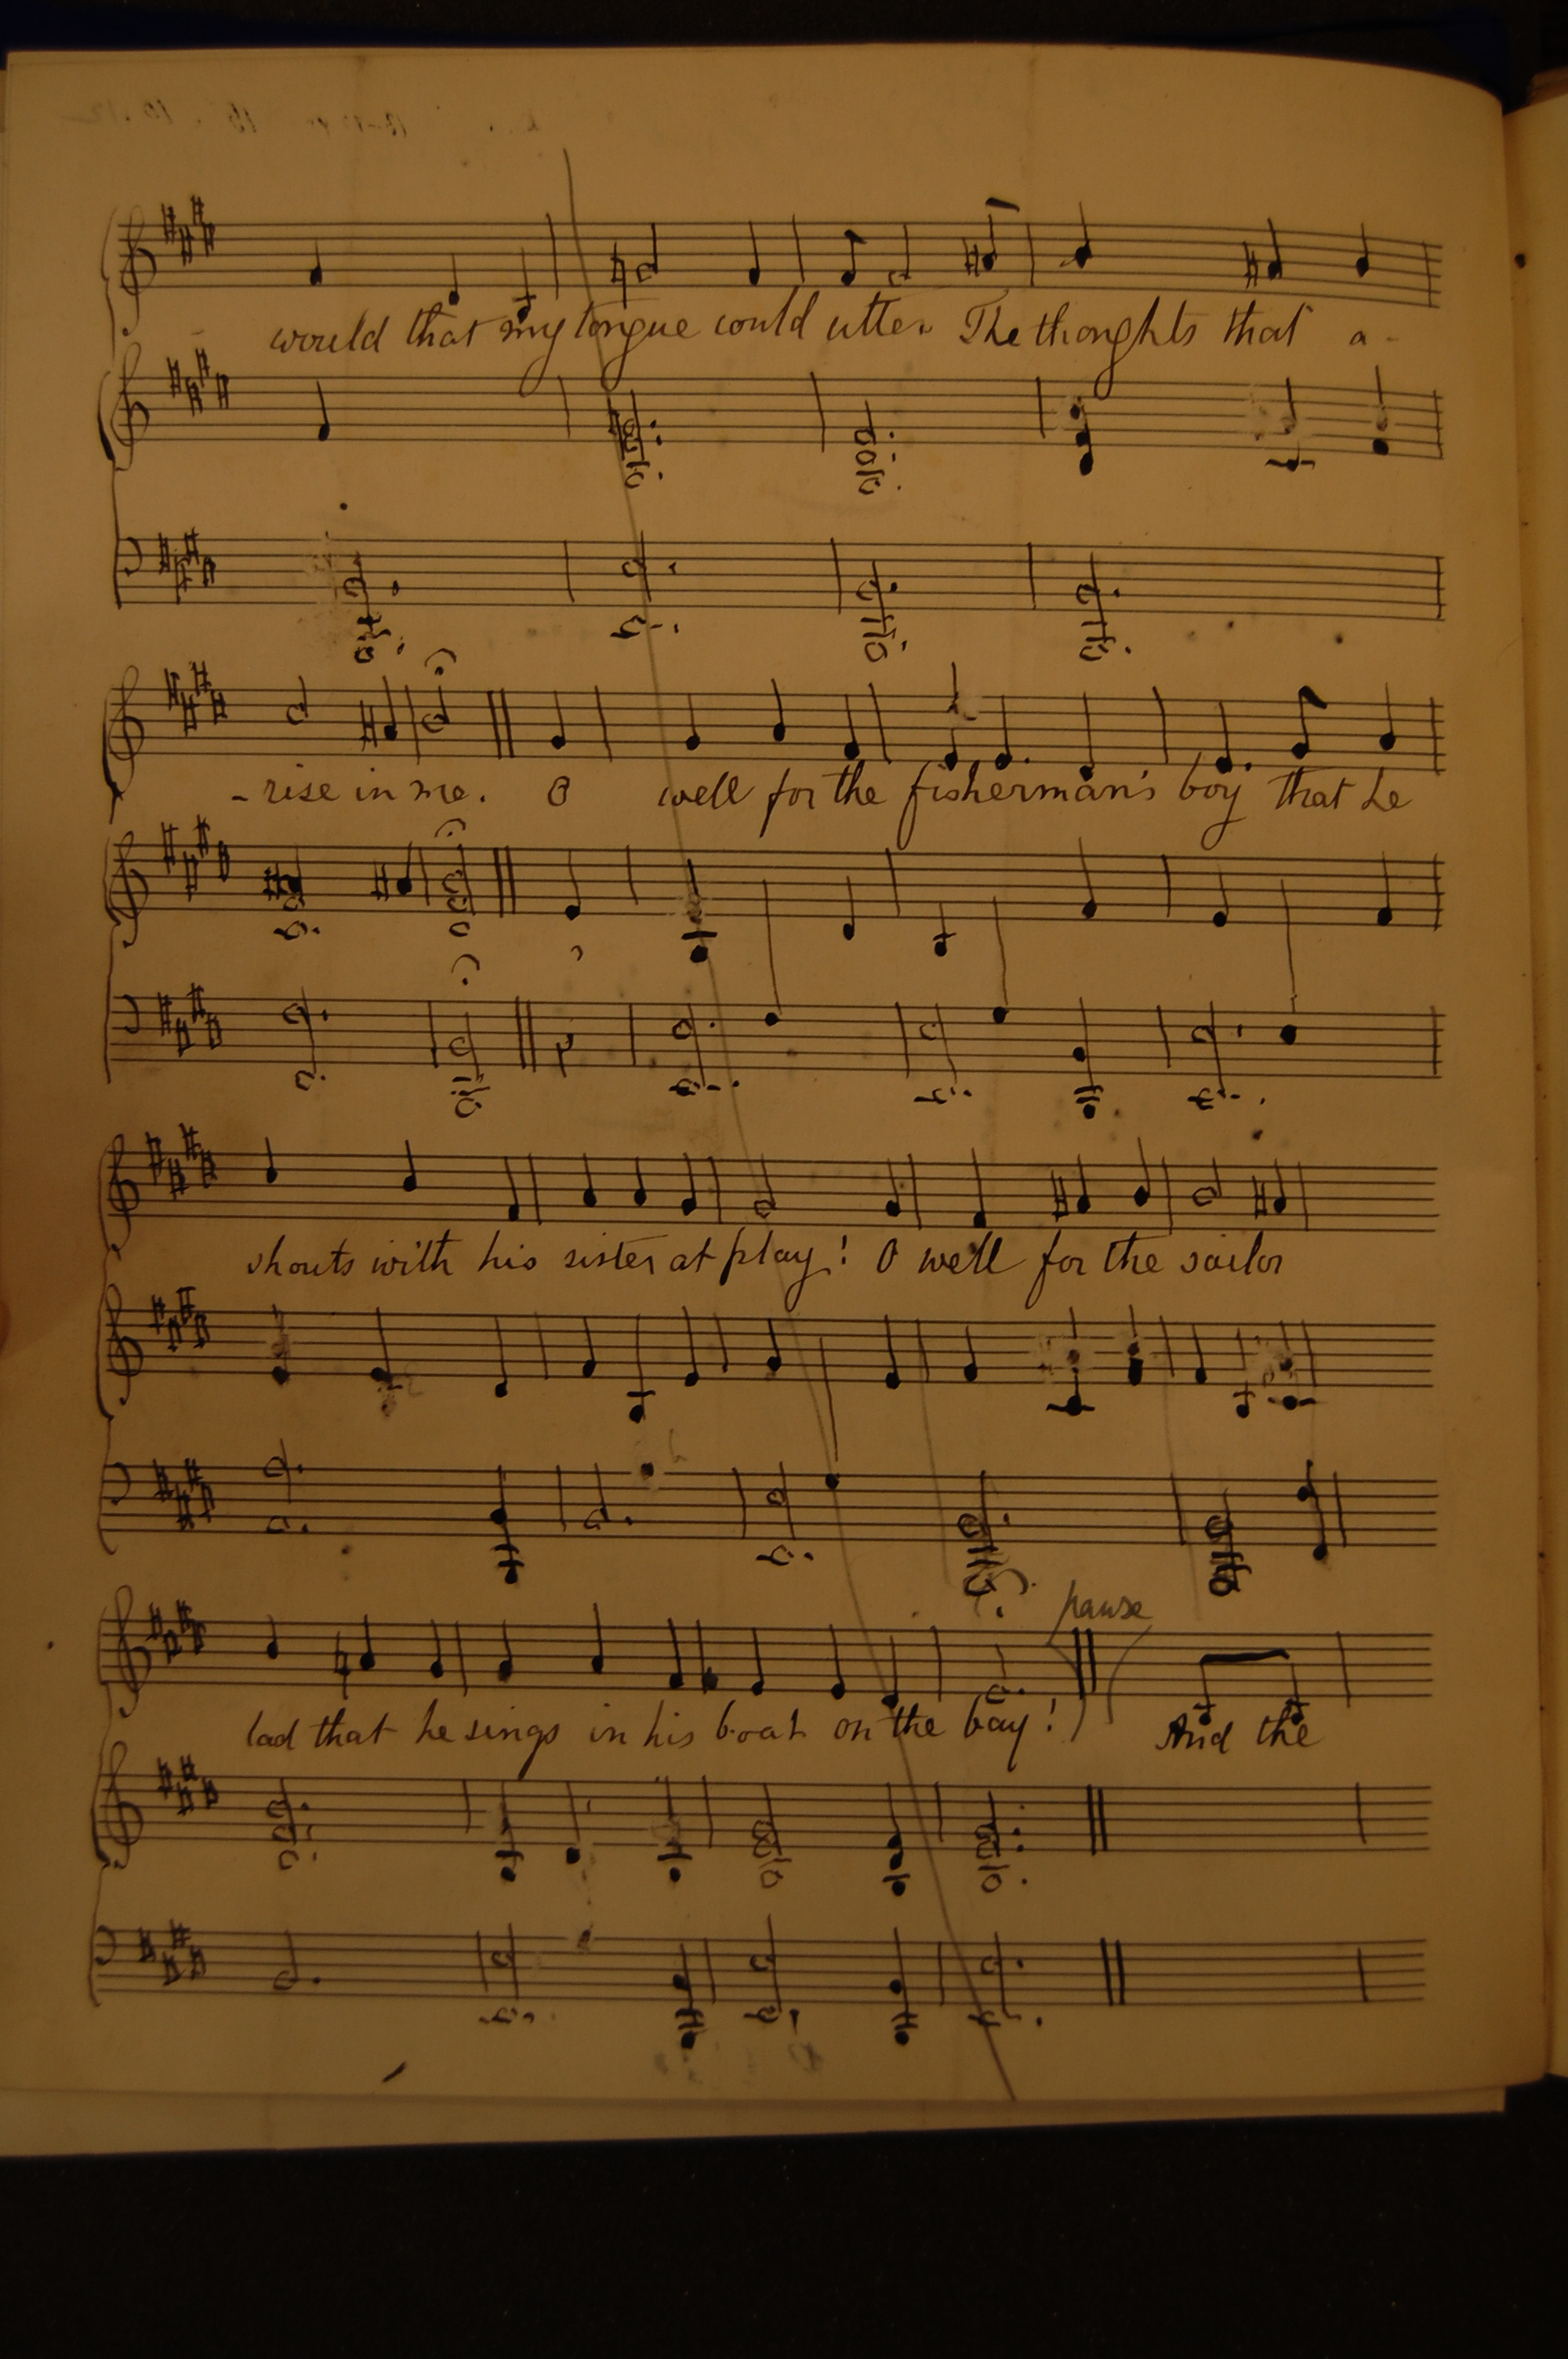 would that my tongue could utter The thoughts that a-
-rise in me. O well for the fisherman's boy that he
shouts with his sister at play! O well for the sailor
pause
lad that he sings in his boat on the bay! And the